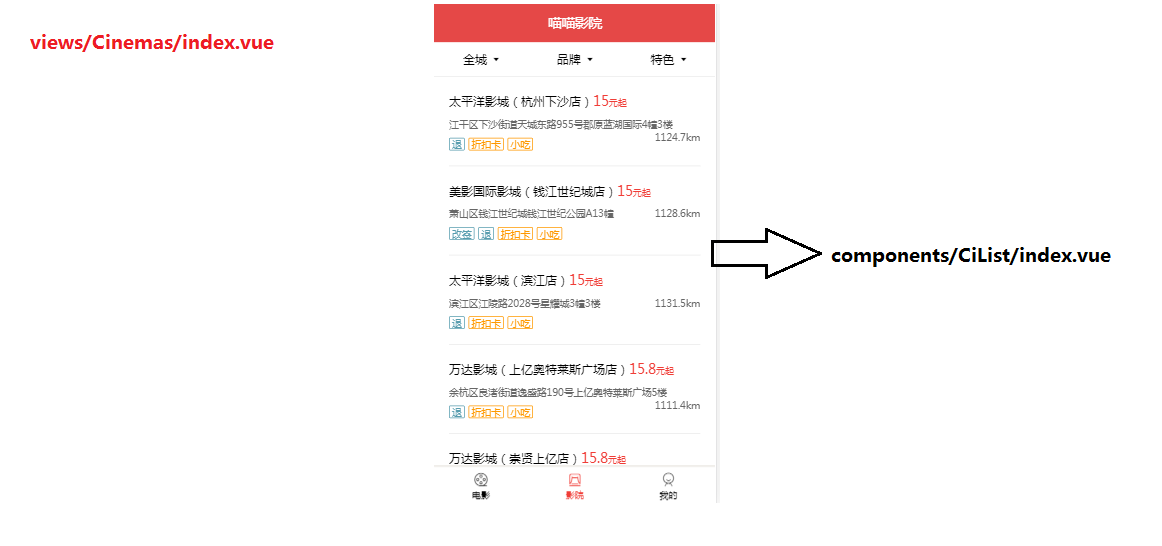 views/Cinemas/index.vue
喵喵影院
全城 品牌 特色
太平洋影城（杭州下沙店）15元起
江干区下沙街道天城东路955号郡原蓝湖国际4幢3楼
1124.7km
退 折扣卡 小吃
美影国际影城（钱江世纪城店）15元起
萧山区钱江世纪城钱江世纪公园A13幢 1128.6km
改签 退 折扣卡 小吃
components/CiList/index.vue
太平洋影城（滨江店）15元起
滨江区江陵路2028号星耀城3幢3楼 1131.5km
退 折扣卡 小吃
万达影城（上亿奥特莱斯广场店）15.8元起
余杭区良渚街道逸盛路190号上亿奥特莱斯广场5楼
1111.4km
退 折扣卡 小吃
万达影城（崇贤上亿店）15.8元起
电影 影院 我的